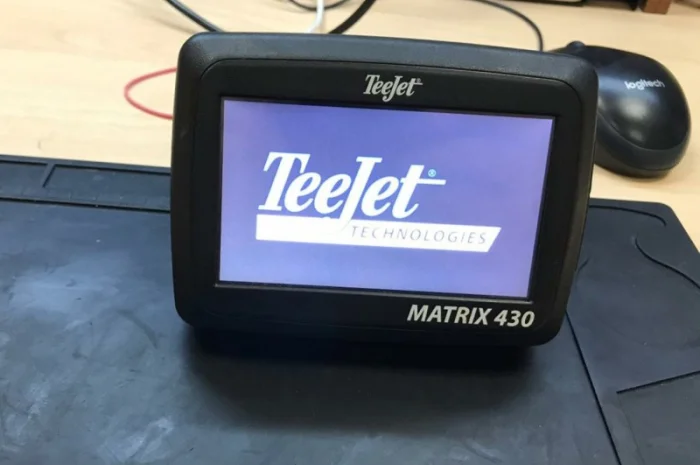 TeeJet
logitech
TeeJet®
TECHNOLOGIES
MATRIX 430